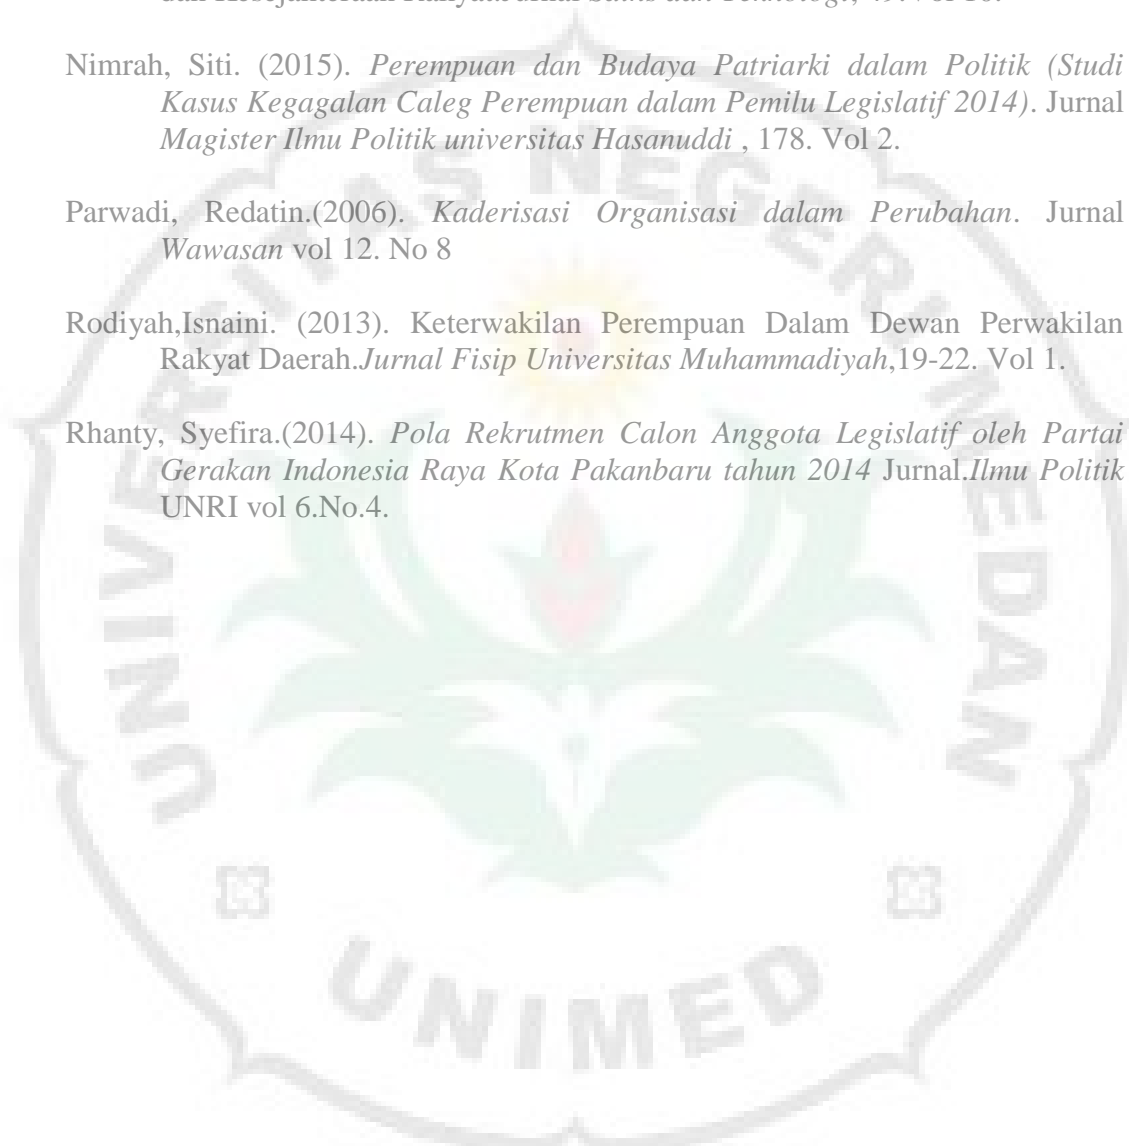 Nimrah, Siti. (2015). Perempuan dan Budaya Patriarki dalam Politik (Studi
Kasus Kegagalan Caleg Perempuan dalam Pemilu Legislatif 2014). Jurnal
Magister Ilmu Politik universitas Hasanuddi , 178. Vol 2.
Parwadi, Redatin.(2006). Kaderisasi Organisasi dalam Perubahan. Jurnal
Wawasan vol 12. No 8
Rodiyah,Isnaini. (2013). Keterwakilan Perempuan Dalam Dewan Perwakilan
Rakyat Daerah.Jurnal Fisip Universitas Muhammadiyah,19-22. Vol 1.
Rhanty, Syefira.(2014). Pola Rekrutmen Calon Anggota Legislatif oleh Partai
Gerakan Indonesia Raya Kota Pakanbaru tahun 2014 Jurnal.Ilmu Politik
UNRI vol 6.No.4.
UNIVERSITAS NEGERI MEDAN
UNIMED